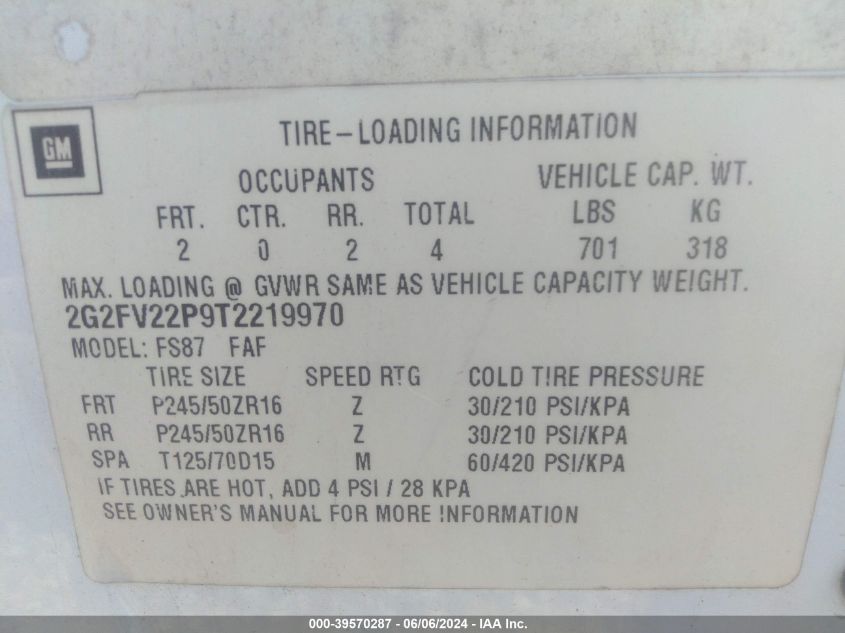 GM
TIRE-LOADING INFORMATION
OCCUPANTS VEHICLE CAP. WT.
FRT. CTR. RR. TOTAL LBS KG
2 0 2 4 701 318
MAX. LOADING @ GVWR SAME AS VEHICLE CAPACITY WEIGHT.
2G2FV22P9T2219970
MODEL: FS87 FAF
TIRE SIZE SPEED RTG COLD TIRE PRESSURE
FRT P245/50ZR16 Z 30/210 PSI/KPA
RR P245/50ZR16 Z 30/210 PSI/KPA
SPA T125/70D15 M 60/420 PSI/KPA
IF TIRES ARE HOT, ADD 4 PSI / 28 KPA
SEE OWNER'S MANUAL FOR MORE INFORMATION
000-39570287 - 06/06/2024 - IAA Inc.